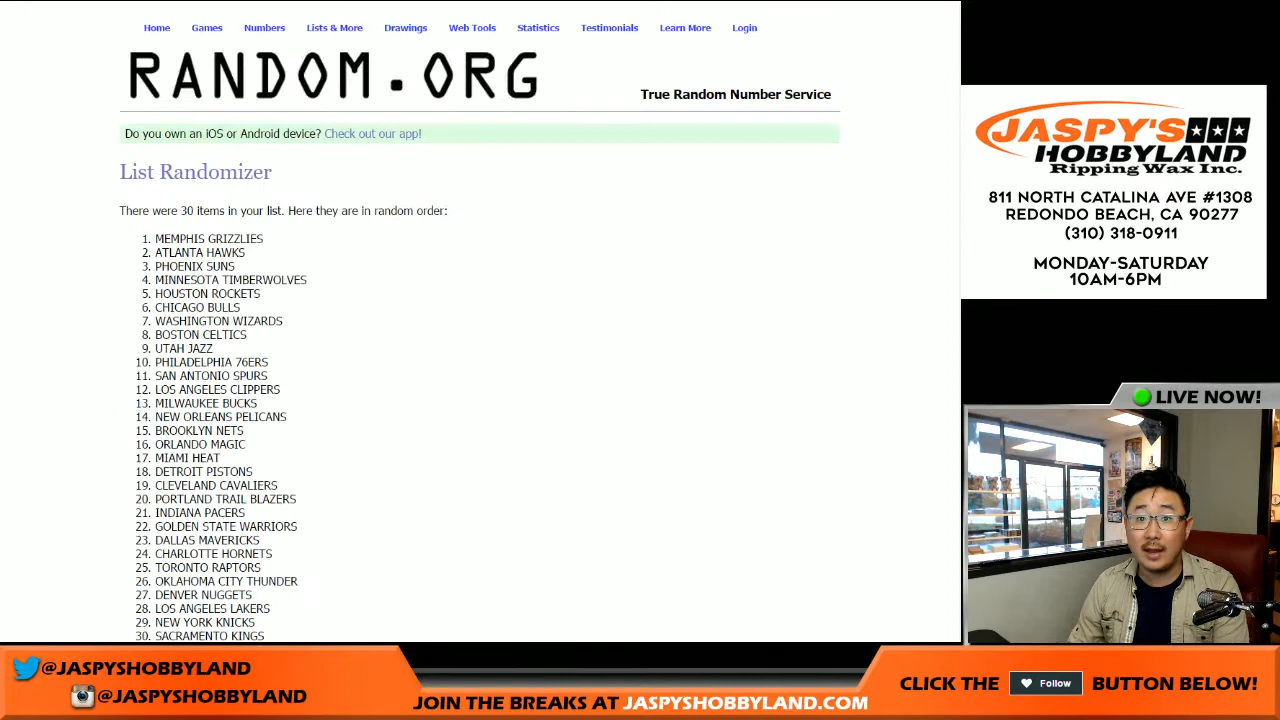 Home Games Numbers Lists & More Drawings Web Tools Statistics Testimonials Learn More Login
RANDOM.ORG
True Random Number Service
Do you own an iOS or Android device? Check out our app!
List Randomizer
There were 30 items in your list. Here they are in random order:
1. MEMPHIS GRIZZLIES
2. ATLANTA HAWKS
3. PHOENIX SUNS
4. MINNESOTA TIMBERWOLVES
5. HOUSTON ROCKETS
6. CHICAGO BULLS
7. WASHINGTON WIZARDS
8. BOSTON CELTICS
9. UTAH JAZZ
10. PHILADELPHIA 76ERS
11. SAN ANTONIO SPURS
12. LOS ANGELES CLIPPERS
13. MILWAUKEE BUCKS
14. NEW ORLEANS PELICANS
15. BROOKLYN NETS
16. ORLANDO MAGIC
17. MIAMI HEAT
18. DETROIT PISTONS
19. CLEVELAND CAVALIERS
20. PORTLAND TRAIL BLAZERS
21. INDIANA PACERS
22. GOLDEN STATE WARRIORS
23. DALLAS MAVERICKS
24. CHARLOTTE HORNETS
25. TORONTO RAPTORS
26. OKLAHOMA CITY THUNDER
27. DENVER NUGGETS
28. LOS ANGELES LAKERS
29. NEW YORK KNICKS
30. SACRAMENTO KINGS
JASPY'S
HOBBYLAND
Ripping Wax Inc.
811 NORTH CATALINA AVE #1308
REDONDO BEACH, CA 90277
(310) 318-0911
MONDAY-SATURDAY
10AM-6PM
LIVE NOW!
@JASPYSHOBBYLAND
@JASPYSHOBBYLAND
JOIN THE BREAKS AT JASPYSHOBBYLAND.COM
CLICK THE Follow BUTTON BELOW!